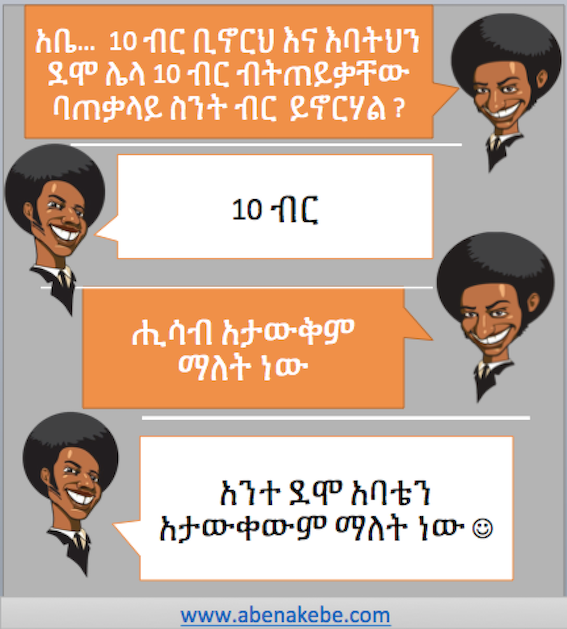 አቤ... 10 ብር ቢኖርህ እና እባትህን
ደሞ ሌላ 10 ብር ብትጠይቃቸው
ባጠቃላይ ስንት ብር ይኖርሃል ?
10 ብር
ሒሳብ አታውቅም
ማለት ነው
አንተ ደሞ አባቴን
አታውቀውም ማለት ነው ☺
www.abenakebe.com